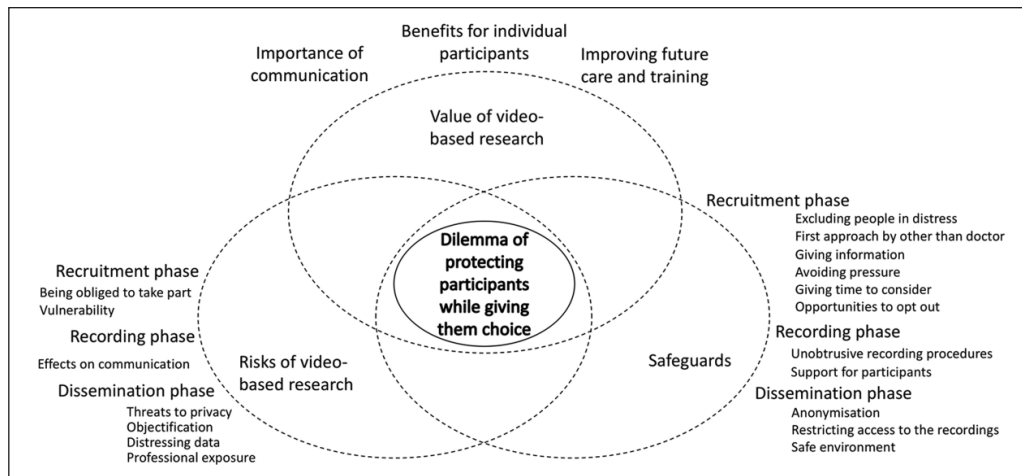 Importance of
communication
Benefits for individual
participants
Improving future
care and training
Value of video-
based research
Dilemma of
protecting
participants
while giving
them choice
Recruitment phase
Being obliged to take part
Vulnerability
Recording phase
Effects on communication
Dissemination phase
Threats to privacy
Objectification
Distressing data
Professional exposure
Risks of video-
based research
Safeguards
Recruitment phase
Excluding people in distress
First approach by other than doctor
Giving information
Avoiding pressure
Giving time to consider
Opportunities to opt out
Recording phase
Unobtrusive recording procedures
Support for participants
Dissemination phase
Anonymisation
Restricting access to the recordings
Safe environment